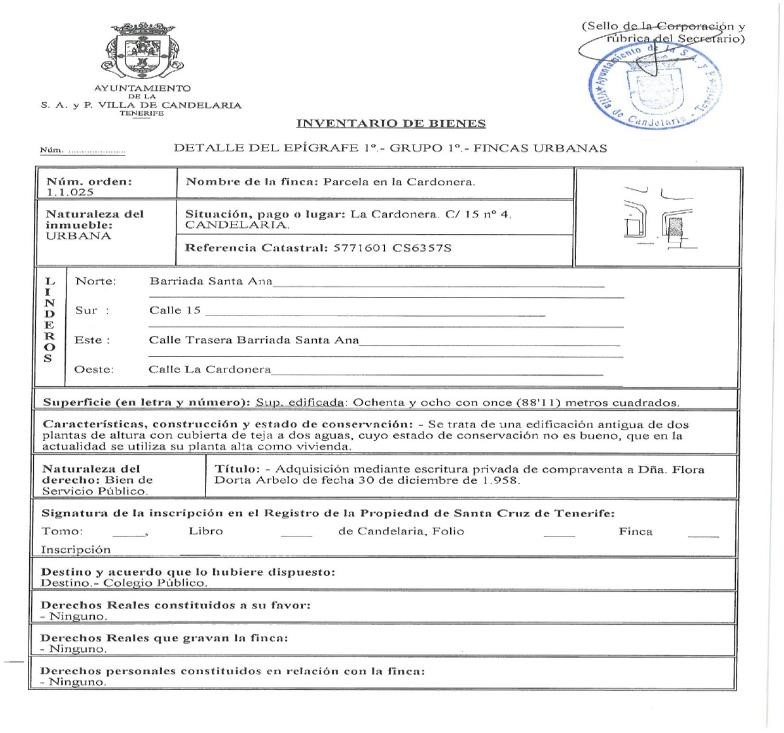 (Sello de la Corporación y
rúbrica del Secretario)
Ayuntamiento de la S. A. y P.
Villa de Candelaria - Tenerife
AYUNTAMIENTO
DE LA
S. A. y P. VILLA DE CANDELARIA
TENERIFE
INVENTARIO DE BIENES
Núm. .....................
DETALLE DEL EPÍGRAFE 1º.- GRUPO 1º.- FINCAS URBANAS
Núm. orden:
1.1.025
Nombre de la finca: Parcela en la Cardonera.
Naturaleza del
inmueble:
URBANA
Situación, pago o lugar: La Cardonera. C/ 15 nº 4.
CANDELARIA.
Referencia Catastral: 5771601 CS6357S
LINDEROS
Norte: Barriada Santa Ana
Sur : Calle 15
Este : Calle Trasera Barriada Santa Ana
Oeste: Calle La Cardonera
Superficie (en letra y número): Sup. edificada: Ochenta y ocho con once (88'11) metros cuadrados.
Características, construcción y estado de conservación: - Se trata de una edificación antigua de dos
plantas de altura con cubierta de teja a dos aguas, cuyo estado de conservación no es bueno, que en la
actualidad se utiliza su planta alta como vivienda.
Naturaleza del
derecho: Bien de
Servicio Público.
Título: - Adquisición mediante escritura privada de compraventa a Dña. Flora
Dorta Arbelo de fecha 30 de diciembre de 1.958.
Signatura de la inscripción en el Registro de la Propiedad de Santa Cruz de Tenerife:
Tomo: ____, Libro ____ de Candelaria, Folio ____ Finca ____
Inscripción ____
Destino y acuerdo que lo hubiere dispuesto:
Destino.- Colegio Público.
Derechos Reales constituidos a su favor:
- Ninguno.
Derechos Reales que gravan la finca:
- Ninguno.
Derechos personales constituidos en relación con la finca:
- Ninguno.